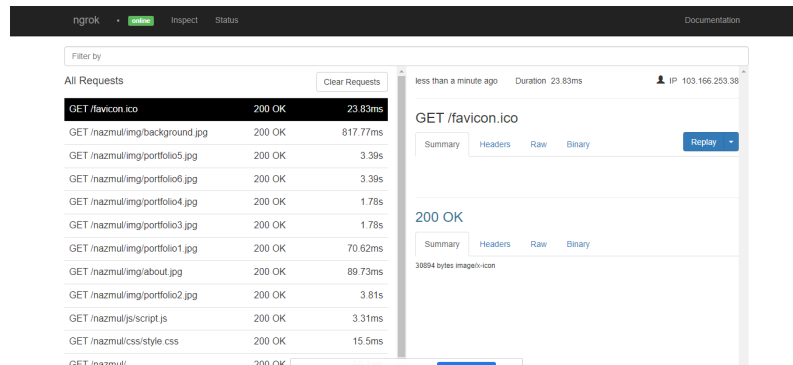 ngrok • online Inspect Status Documentation
Filter by
All Requests Clear Requests
GET /favicon.ico 200 OK 23.83ms
GET /nazmul/img/background.jpg 200 OK 817.77ms
GET /nazmul/img/portfolio5.jpg 200 OK 3.39s
GET /nazmul/img/portfolio6.jpg 200 OK 3.39s
GET /nazmul/img/portfolio4.jpg 200 OK 1.78s
GET /nazmul/img/portfolio3.jpg 200 OK 1.78s
GET /nazmul/img/portfolio1.jpg 200 OK 70.62ms
GET /nazmul/img/about.jpg 200 OK 89.73ms
GET /nazmul/img/portfolio2.jpg 200 OK 3.81s
GET /nazmul/js/script.js 200 OK 3.31ms
GET /nazmul/css/style.css 200 OK 15.5ms
GET /nazmul/ 200 OK
less than a minute ago Duration 23.83ms IP 103.166.253.38
GET /favicon.ico
Summary Headers Raw Binary Replay
200 OK
Summary Headers Raw Binary
30894 bytes image/x-icon